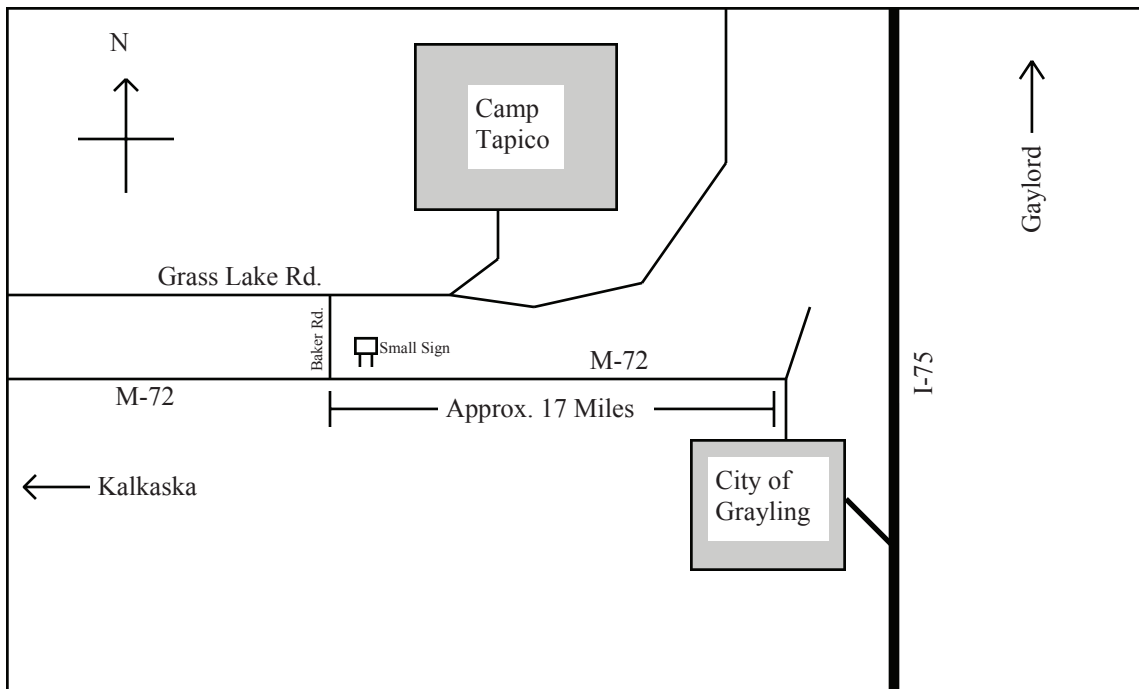 N
Camp
Tapico
Gaylord
Grass Lake Rd.
Baker Rd.
Small Sign
M-72
I-75
M-72
Approx. 17 Miles
Kalkaska
City of
Grayling